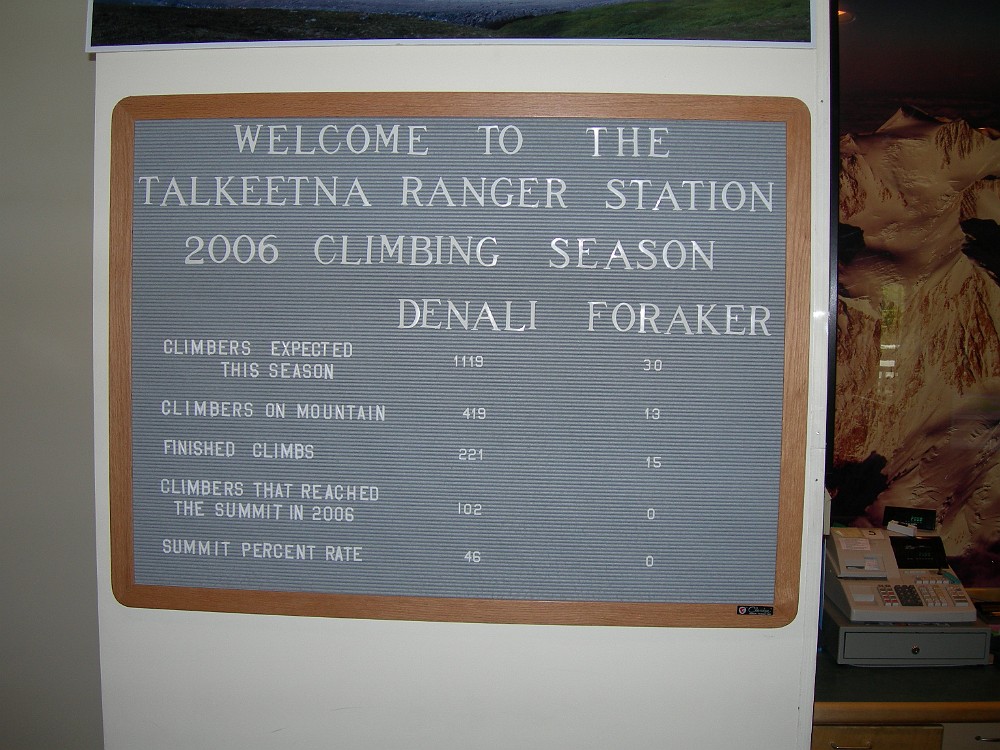 WELCOME TO THE
TALKEETNA RANGER STATION
2006 CLIMBING SEASON
DENALI FORAKER
CLIMBERS EXPECTED
THIS SEASON 1119 30
CLIMBERS ON MOUNTAIN 419 13
FINISHED CLIMBS 221 15
CLIMBERS THAT REACHED
THE SUMMIT IN 2006 102 0
SUMMIT PERCENT RATE 46 0